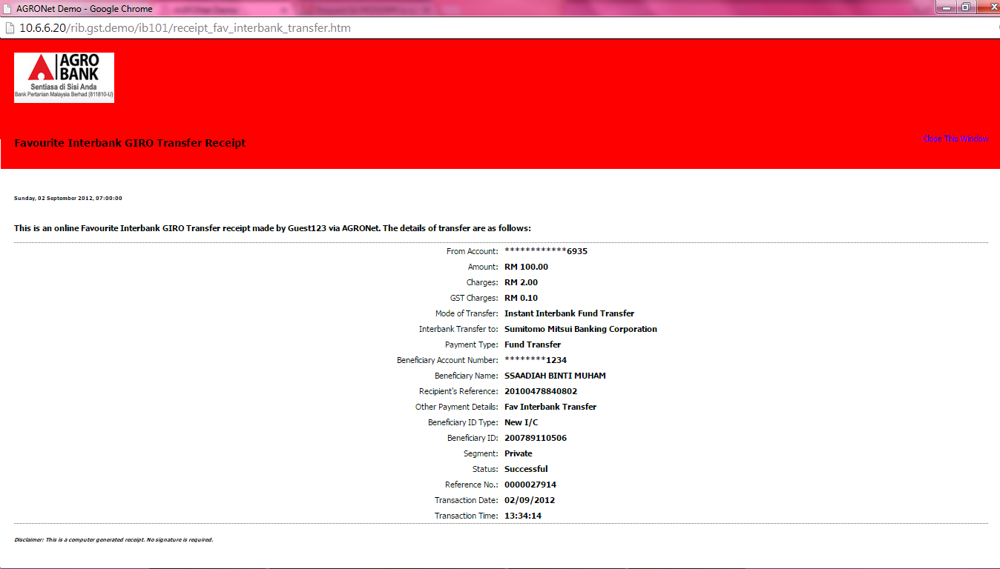 AGRONet Demo - Google Chrome
10.6.6.20/rib.gst.demo/ib101/receipt_fav_interbank_transfer.htm
AGRO
BANK
Sentiasa di Sisi Anda
Bank Pertanian Malaysia Berhad (811810-U)
Favourite Interbank GIRO Transfer Receipt
Close This Window
Sunday, 02 September 2012, 07:00:00
This is an online Favourite Interbank GIRO Transfer receipt made by Guest123 via AGRONet. The details of transfer are as follows:
From Account: ************6935
Amount: RM 100.00
Charges: RM 2.00
GST Charges: RM 0.10
Mode of Transfer: Instant Interbank Fund Transfer
Interbank Transfer to: Sumitomo Mitsui Banking Corporation
Payment Type: Fund Transfer
Beneficiary Account Number: ********1234
Beneficiary Name: SSAADIAH BINTI MUHAM
Recipient's Reference: 20100478840802
Other Payment Details: Fav Interbank Transfer
Beneficiary ID Type: New I/C
Beneficiary ID: 200789110506
Segment: Private
Status: Successful
Reference No.: 0000027914
Transaction Date: 02/09/2012
Transaction Time: 13:34:14
Disclaimer: This is a computer generated receipt. No signature is required.